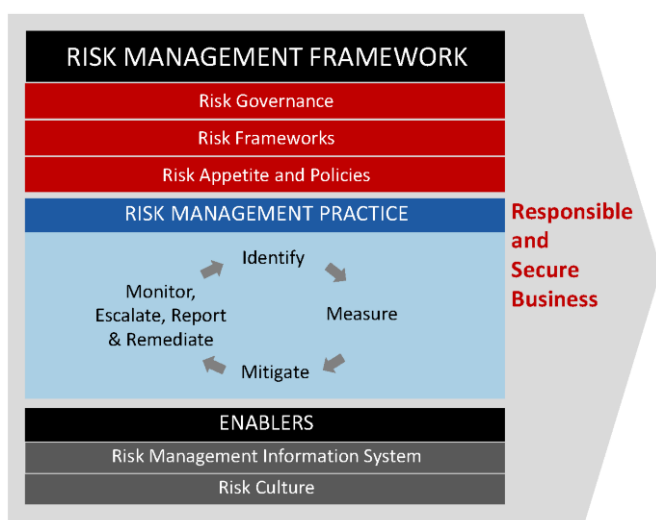 RISK MANAGEMENT FRAMEWORK
Risk Governance
Risk Frameworks
Risk Appetite and Policies
RISK MANAGEMENT PRACTICE
Identify
Measure
Mitigate
Monitor,
Escalate, Report
& Remediate
ENABLERS
Risk Management Information System
Risk Culture
Responsible
and
Secure
Business